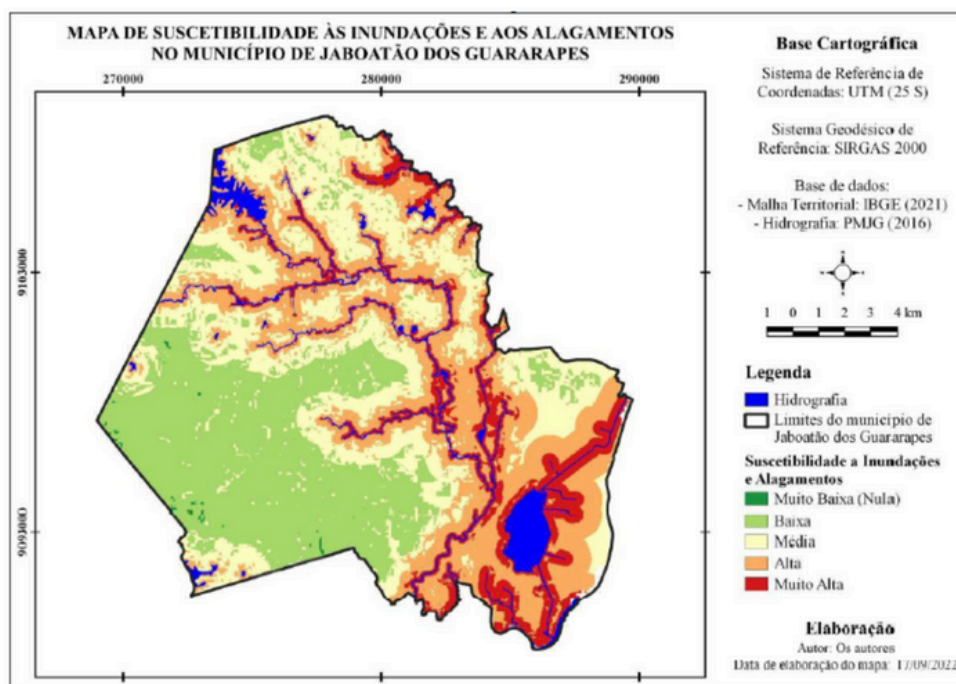 MAPA DE SUSCETIBILIDADE ÀS INUNDAÇÕES E AOS ALAGAMENTOS
NO MUNICÍPIO DE JABOATÃO DOS GUARARAPES
270000
280000
290000
9103000
9093000
Base Cartográfica
Sistema de Referência de
Coordenadas: UTM (25 S)
Sistema Geodésico de
Referência: SIRGAS 2000
Base de dados:
- Malha Territorial: IBGE (2021)
- Hidrografia: PMJG (2016)
1 0 1 2 3 4 km
Legenda
Hidrografia
Limites do município de
Jaboatão dos Guararapes
Suscetibilidade a Inundações
e Alagamentos
Muito Baixa (Nula)
Baixa
Média
Alta
Muito Alta
Elaboração
Autor: Os autores
Data de elaboração do mapa: 17/09/2022